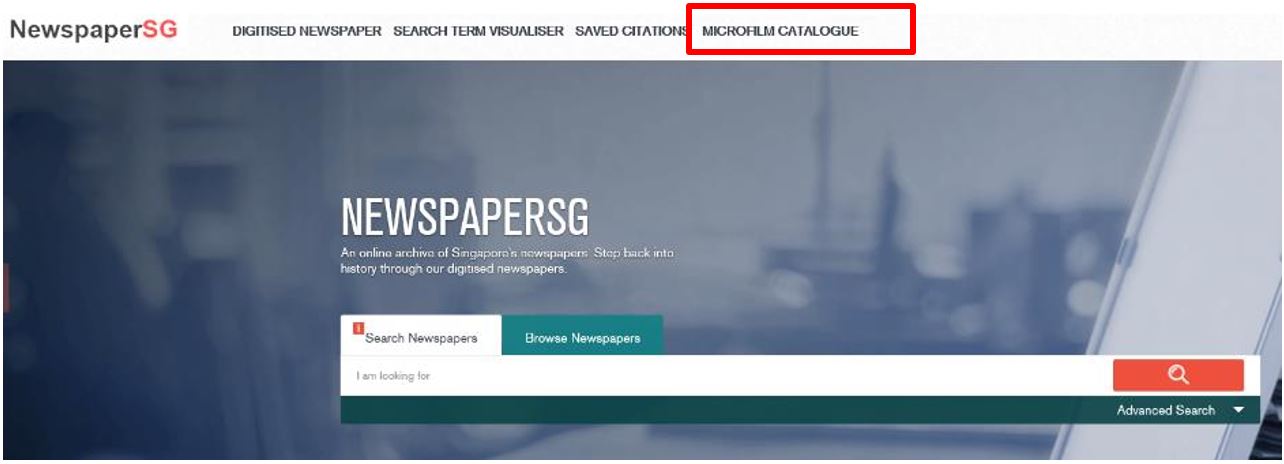 NewspaperSG DIGITISED NEWSPAPER SEARCH TERM VISUALISER SAVED CITATIONS MICROFILM CATALOGUE
NEWSPAPERSG
An online archive of Singapore's newspapers. Step back into
history through our digitised newspapers.
Search Newspapers Browse Newspapers
I am looking for
Advanced Search